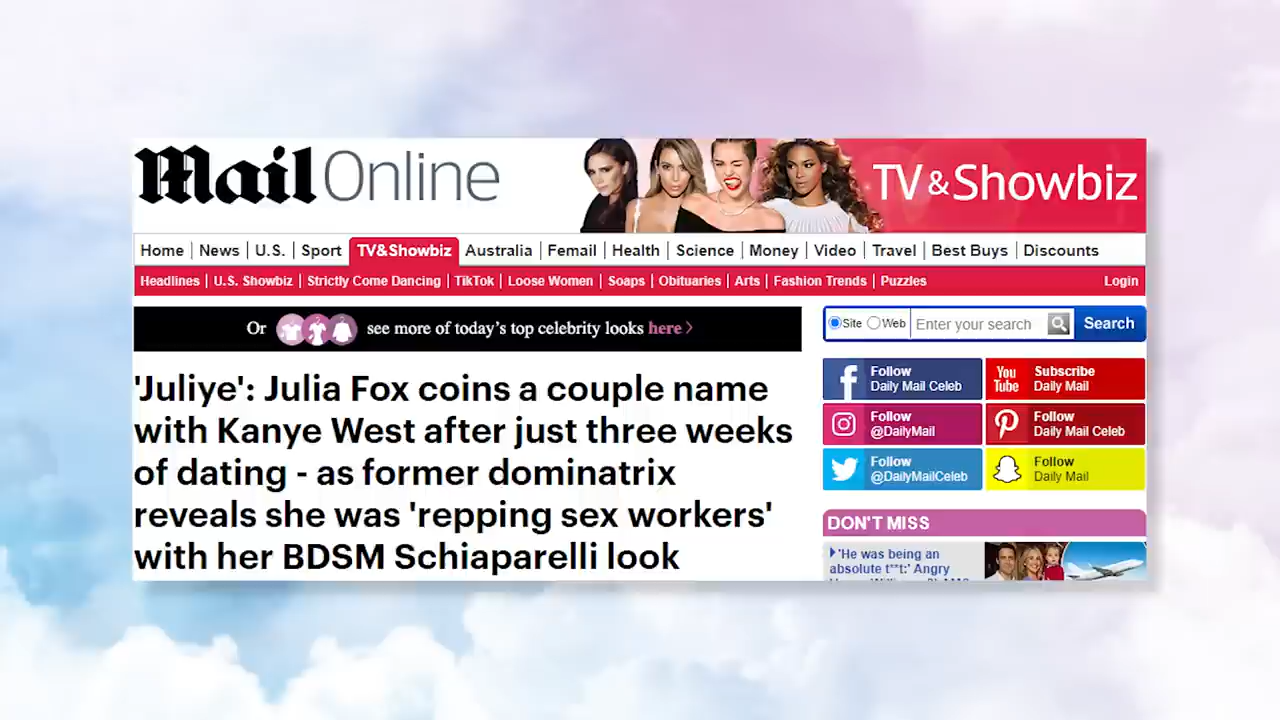 Mail Online
TV&Showbiz
Home News U.S. Sport TV&Showbiz Australia Femail Health Science Money Video Travel Best Buys Discounts
Headlines U.S. Showbiz Strictly Come Dancing TikTok Loose Women Soaps Obituaries Arts Fashion Trends Puzzles Login
Or see more of today's top celebrity looks here >
Site Web Enter your search Search
'Juliye': Julia Fox coins a couple name
with Kanye West after just three weeks
of dating - as former dominatrix
reveals she was 'repping sex workers'
with her BDSM Schiaparelli look
Follow
Daily Mail Celeb
You Tube
Subscribe
Daily Mail
Follow
@DailyMail
Follow
Daily Mail Celeb
Follow
@DailyMailCeleb
Follow
Daily Mail
DON'T MISS
'He was being an
absolute t**t:' Angry